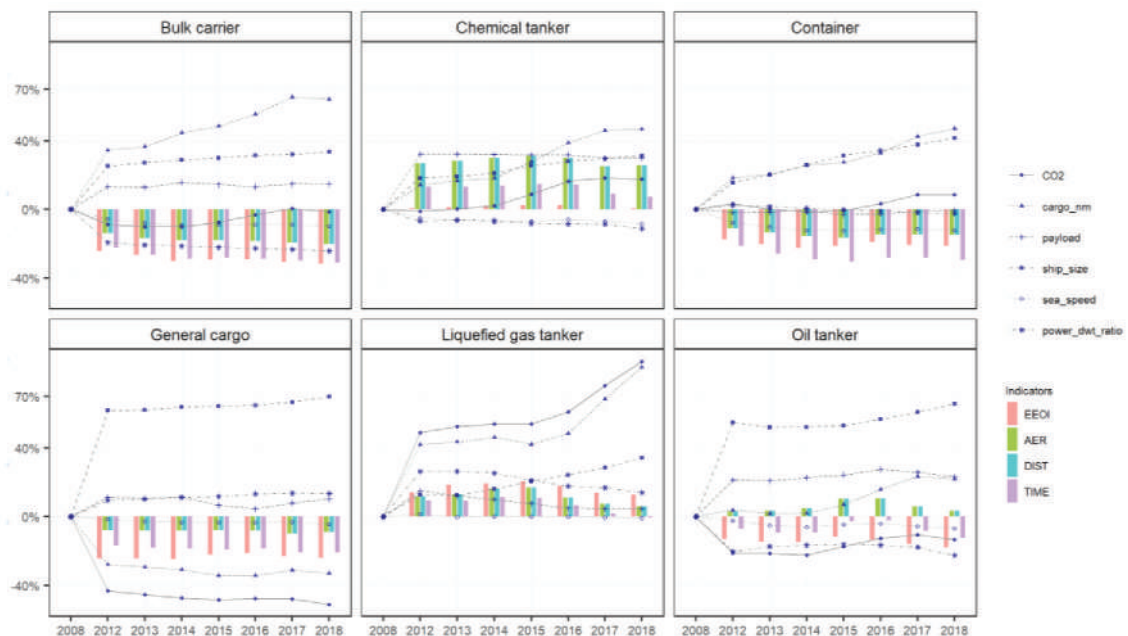 Bulk carrier
Chemical tanker
Container
70%
40%
0%
-40%
General cargo
Liquefied gas tanker
Oil tanker
70%
40%
0%
-40%
2008 2012 2013 2014 2015 2016 2017 2018
2008 2012 2013 2014 2015 2016 2017 2018
2008 2012 2013 2014 2015 2016 2017 2018
CO2
cargo_nm
payload
ship_size
sea_speed
power_dwt_ratio
Indicators
EEOI
AER
DIST
TIME